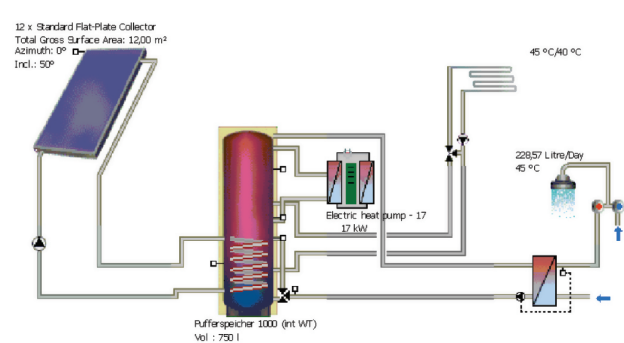 12 x Standard Flat-Plate Collector
Total Gross Surface Area: 12,00 m²
Azimuth: 0°
Incl.: 50°
45 °C/40 °C
228,57 Litre/Day
45 °C
Electric heat pump - 17
17 kW
Pufferspeicher 1000 (int WT)
Vol : 750 l